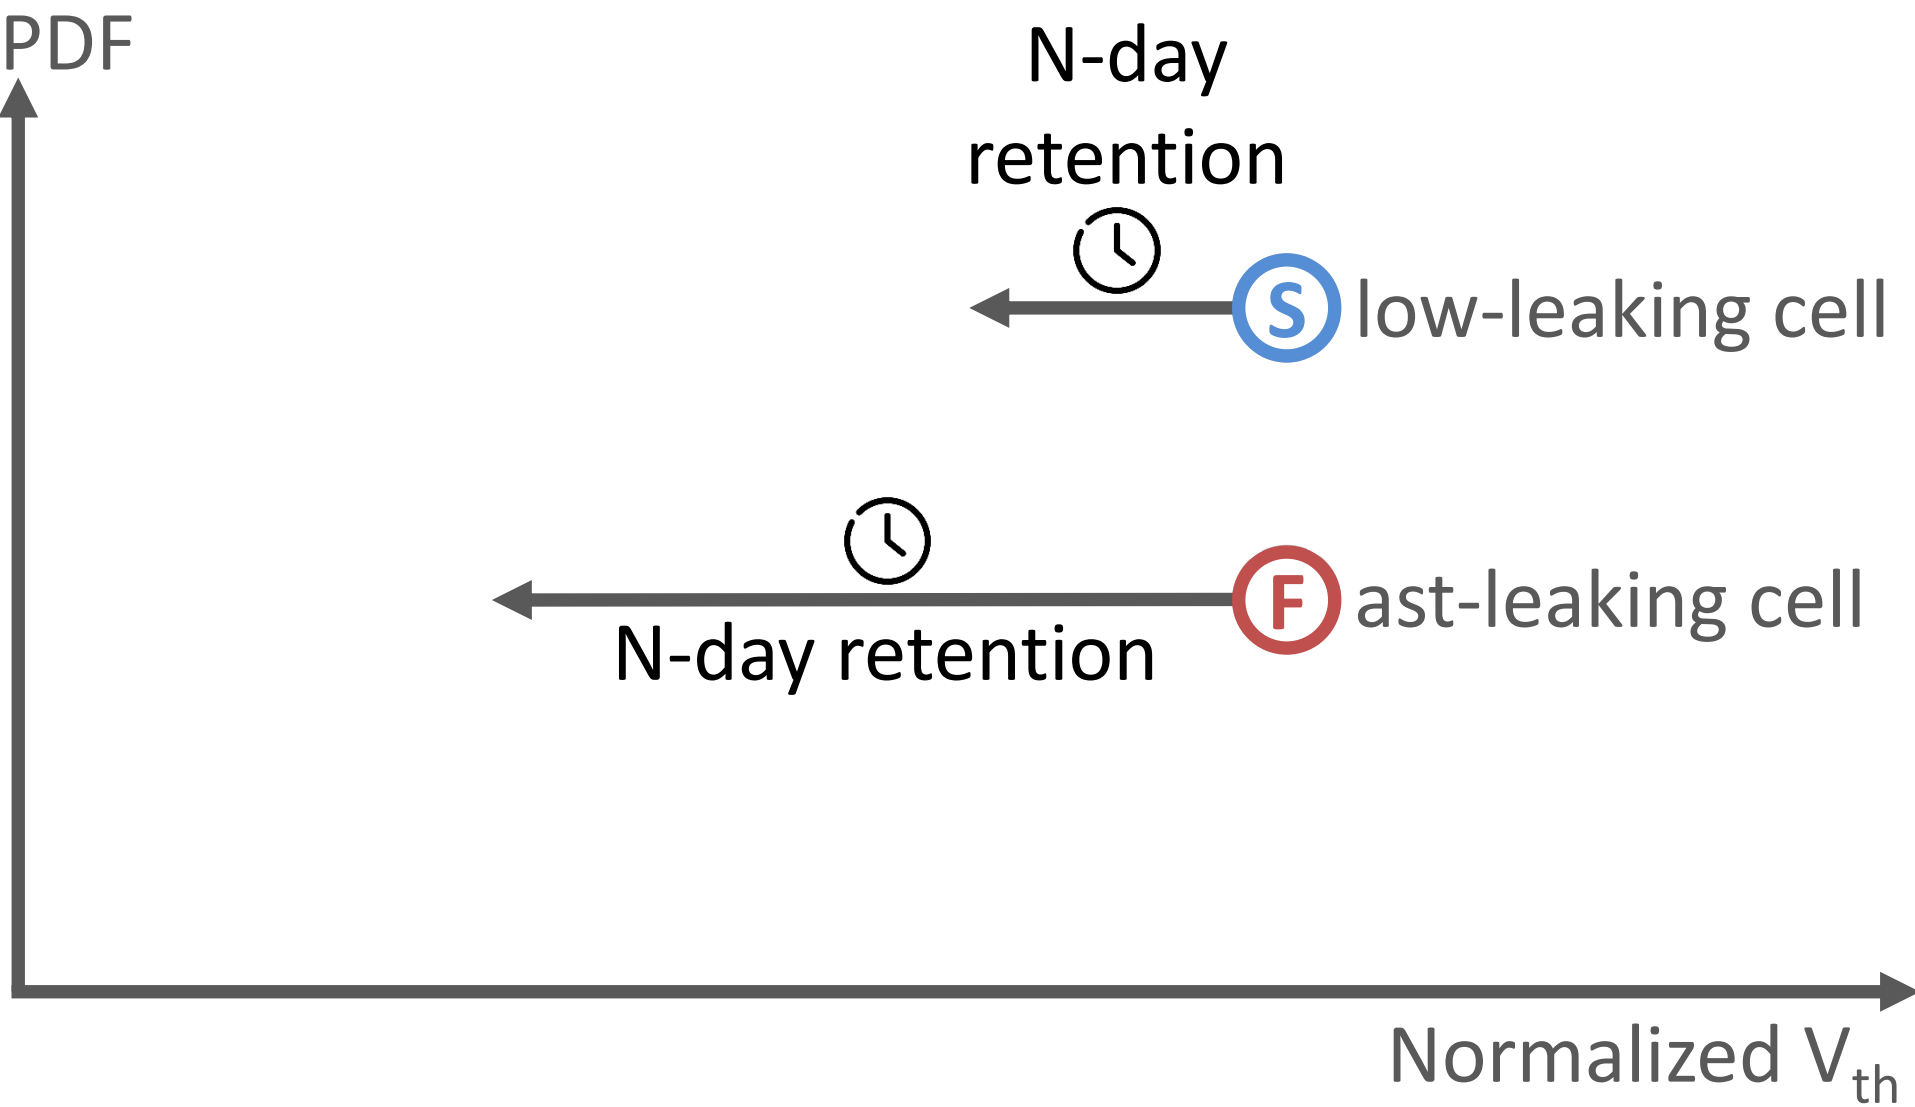 PDF
N-day
retention
S low-leaking cell
F ast-leaking cell
N-day retention
Normalized Vth